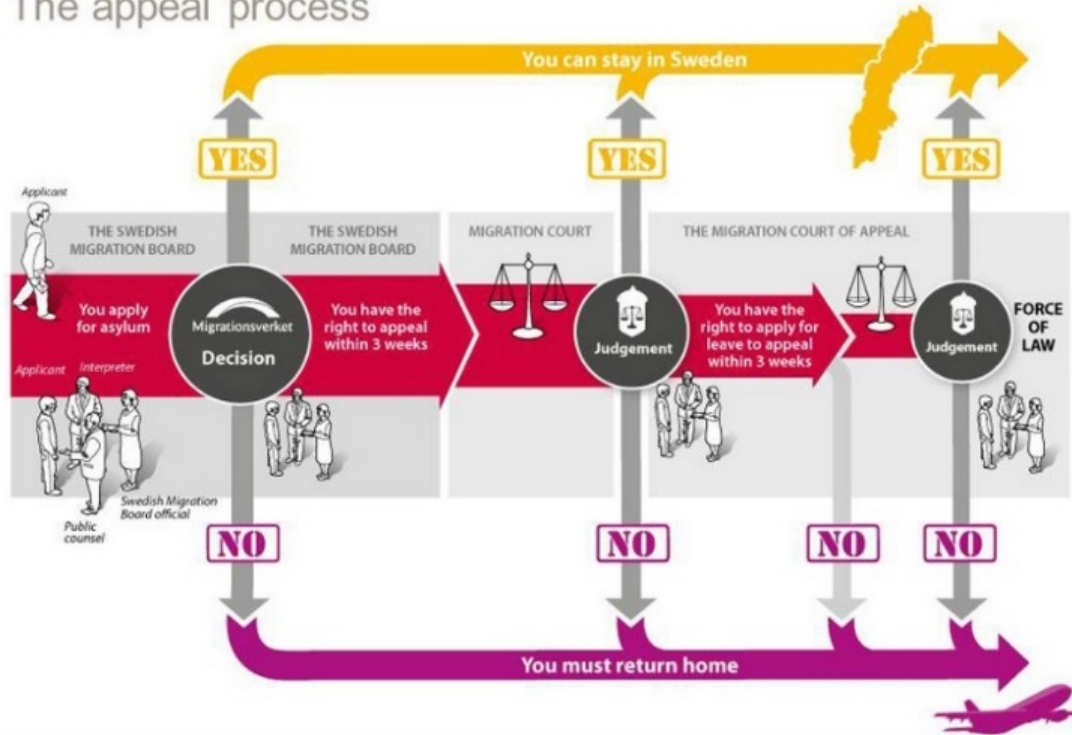 The appeal process
You can stay in Sweden
YES
YES
YES
Applicant
THE SWEDISH
MIGRATION BOARD
THE SWEDISH
MIGRATION BOARD
MIGRATION COURT
THE MIGRATION COURT OF APPEAL
You apply
for asylum
Migrationsverket
Decision
You have the
right to appeal
within 3 weeks
Judgement
You have the
right to apply for
leave to appeal
within 3 weeks
Judgement
FORCE
OF
LAW
Applicant
Interpreter
Swedish Migration
Board official
Public
counsel
NO
NO
NO
NO
You must return home